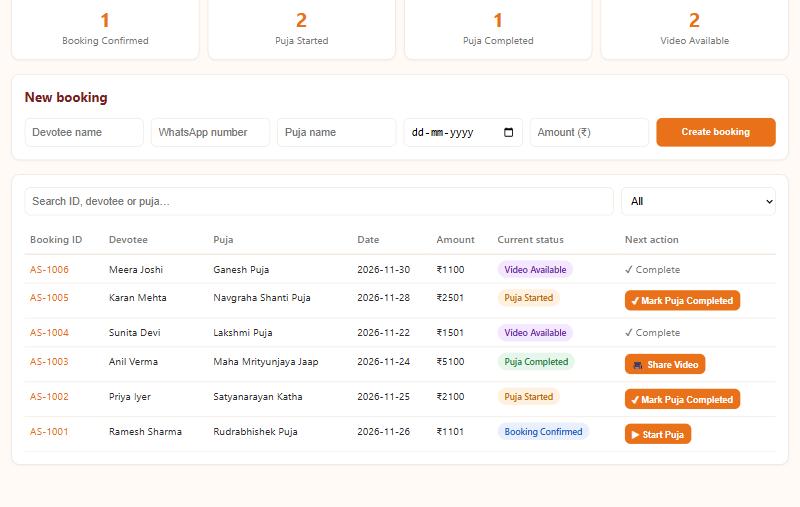 1 2 1 2
Booking Confirmed Puja Started Puja Completed Video Available
New booking
Devotee name WhatsApp number Puja name dd-mm-yyyy Amount (₹) Create booking
Search ID, devotee or puja... All
Booking ID Devotee Puja Date Amount Current status Next action
AS-1006 Meera Joshi Ganesh Puja 2026-11-30 ₹1100 Video Available ✓ Complete
AS-1005 Karan Mehta Navgraha Shanti Puja 2026-11-28 ₹2501 Puja Started ✓ Mark Puja Completed
AS-1004 Sunita Devi Lakshmi Puja 2026-11-22 ₹1501 Video Available ✓ Complete
AS-1003 Anil Verma Maha Mrityunjaya Jaap 2026-11-24 ₹5100 Puja Completed Share Video
AS-1002 Priya Iyer Satyanarayan Katha 2026-11-25 ₹2100 Puja Started ✓ Mark Puja Completed
AS-1001 Ramesh Sharma Rudrabhishek Puja 2026-11-26 ₹1101 Booking Confirmed ▶ Start Puja